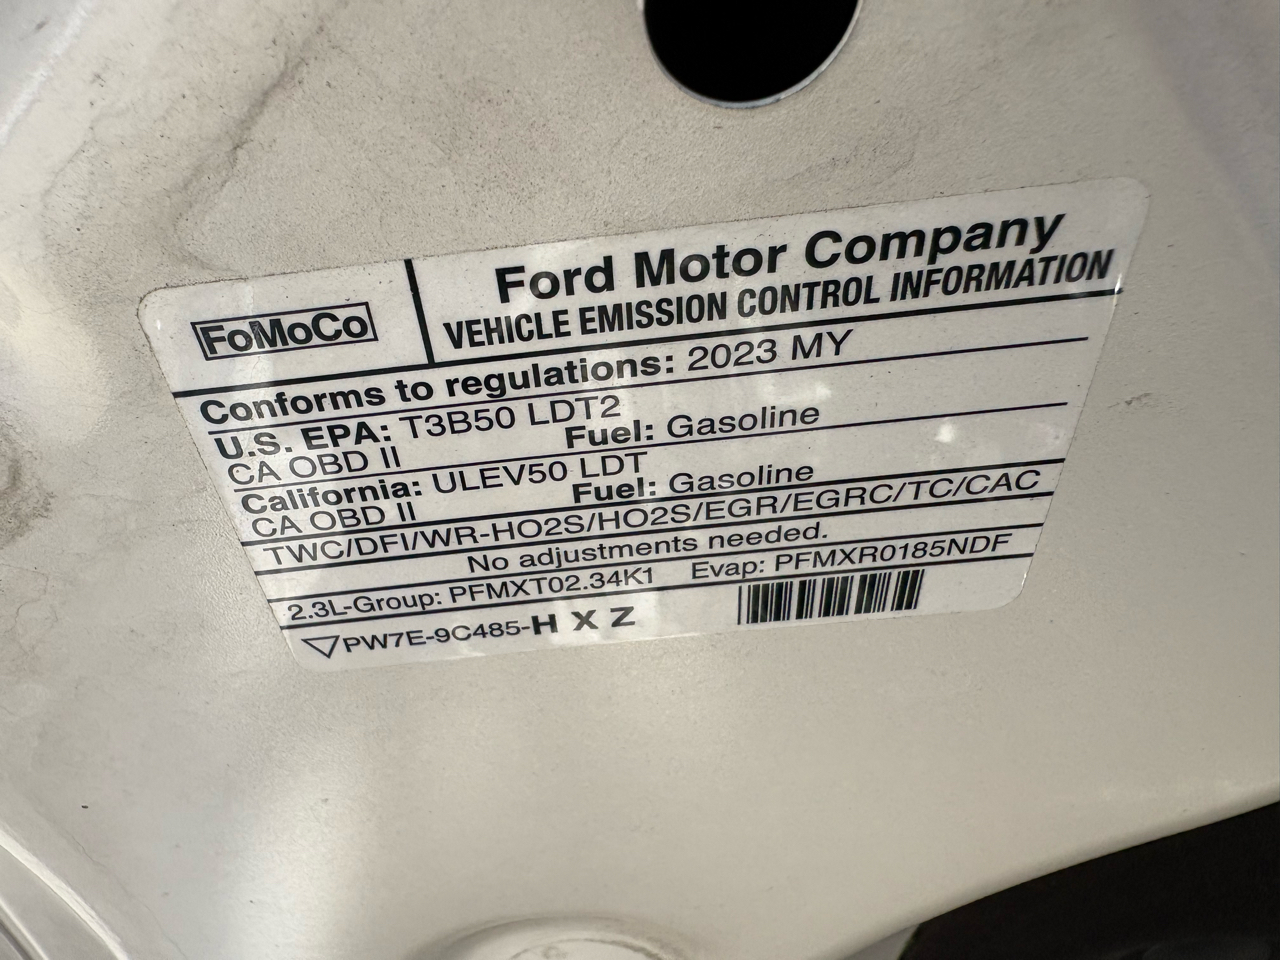 FoMoCo
Ford Motor Company
VEHICLE EMISSION CONTROL INFORMATION
Conforms to regulations: 2023 MY
U.S. EPA: T3B50 LDT2
CA OBD II Fuel: Gasoline
California: ULEV50 LDT
CA OBD II Fuel: Gasoline
TWC/DFI/WR-HO2S/HO2S/EGR/EGRC/TC/CAC
No adjustments needed.
2.3L-Group: PFMXT02.34K1 Evap: PFMXR0185NDF
PW7E-9C485-H X Z